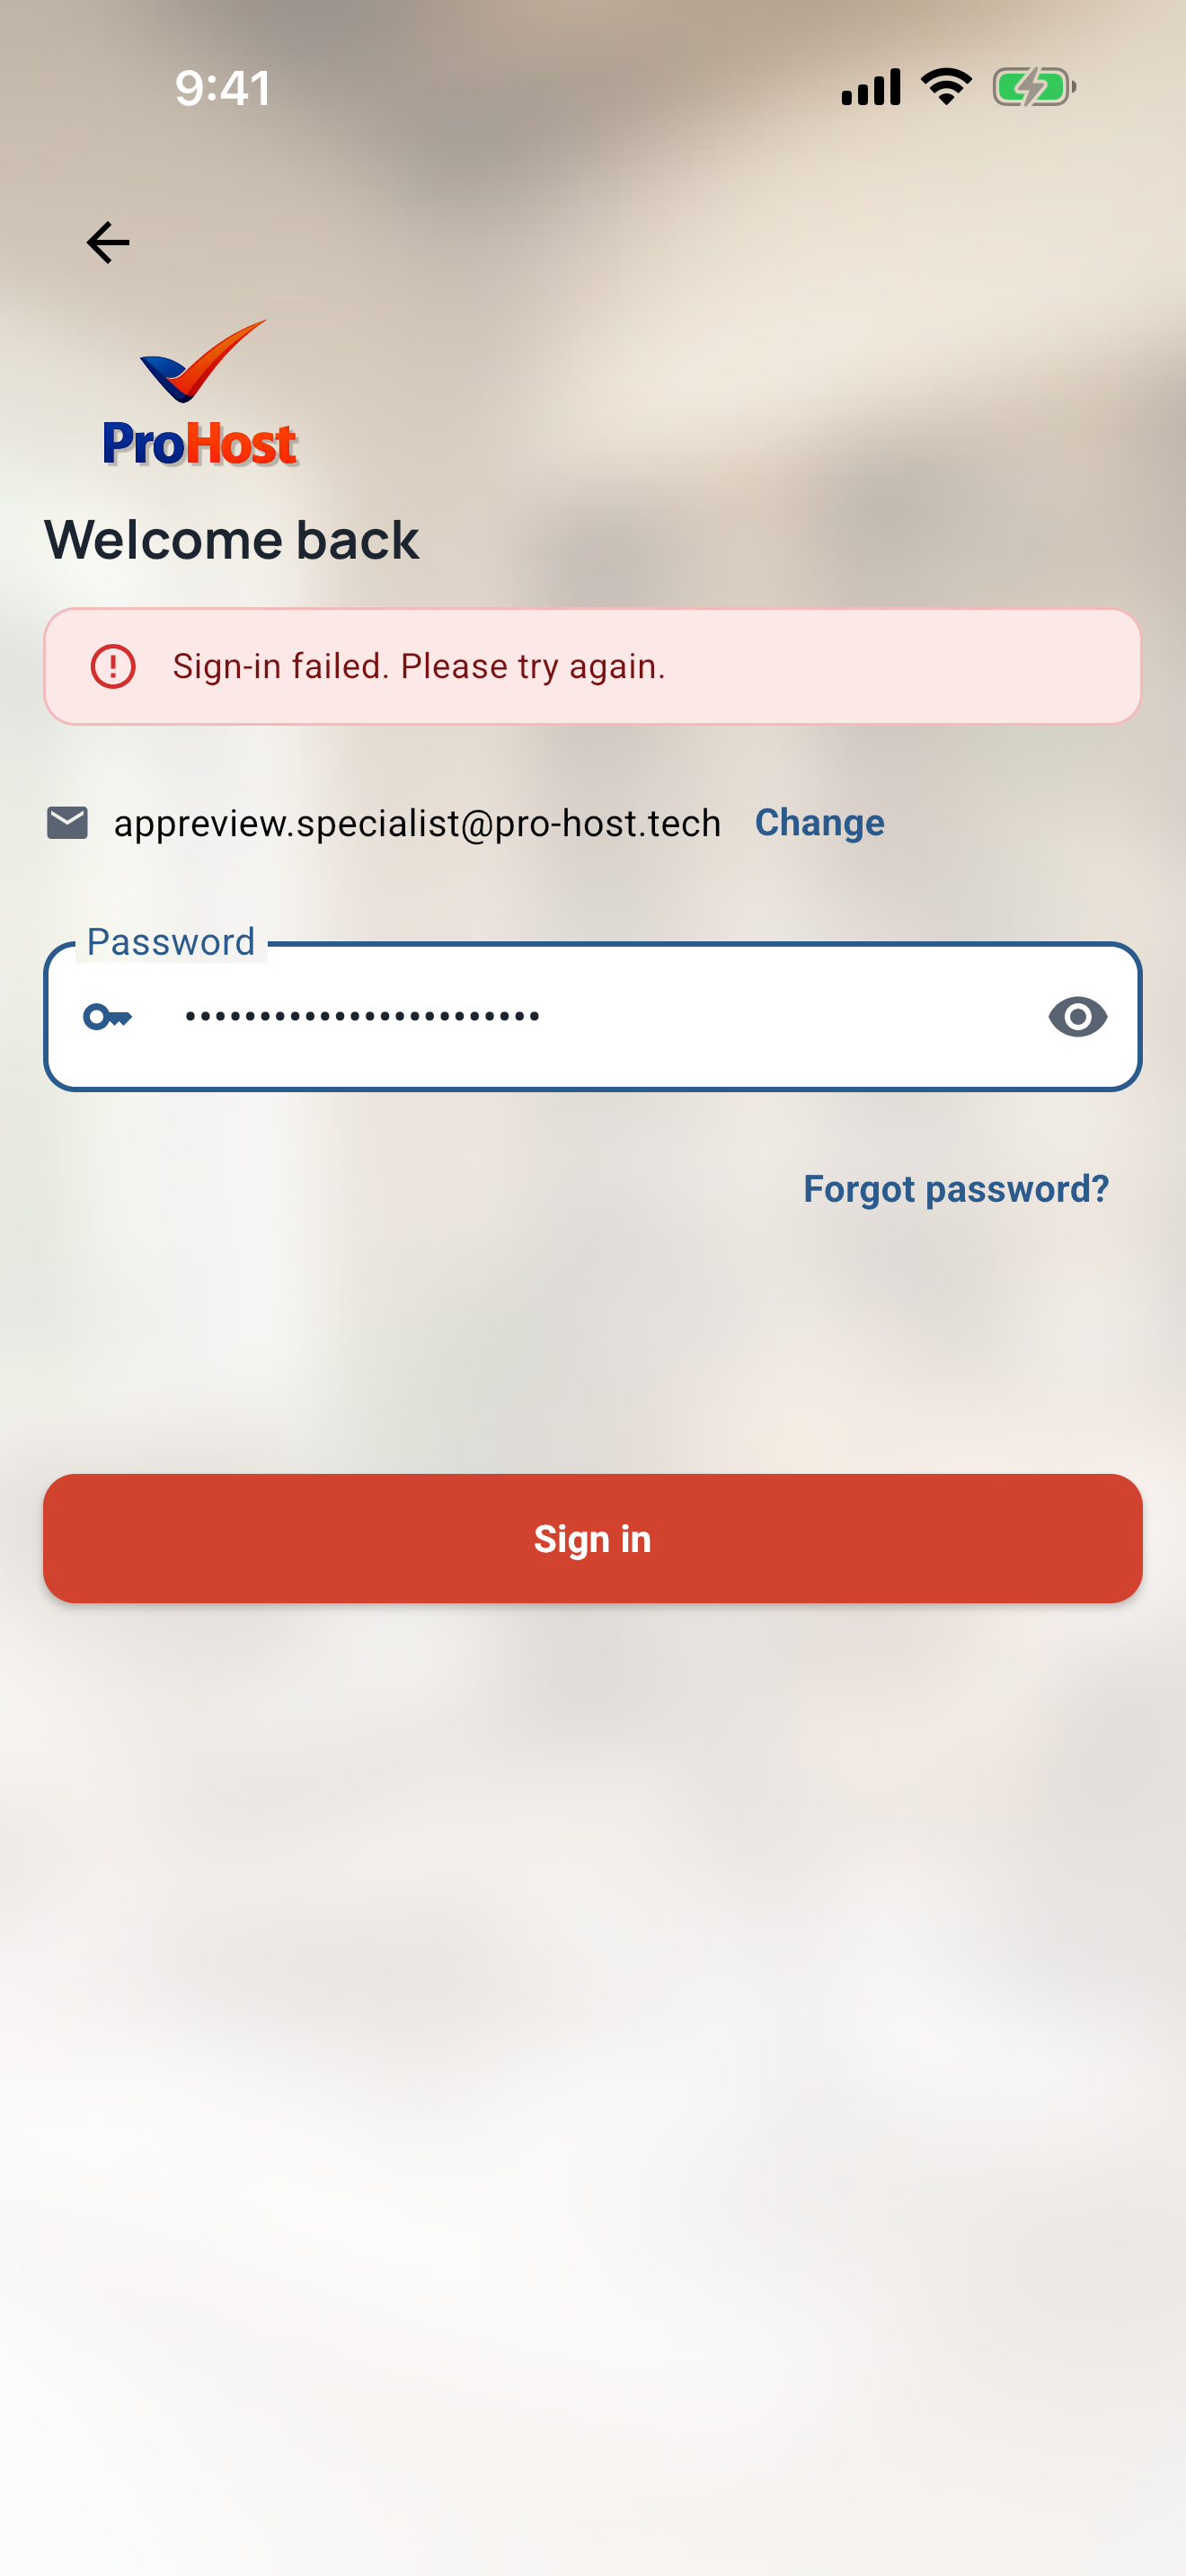 9:41
ProHost
Welcome back
Sign-in failed. Please try again.
appreview.specialist@pro-host.tech Change
Password
••••••••••••••••••••••••
Forgot password?
Sign in